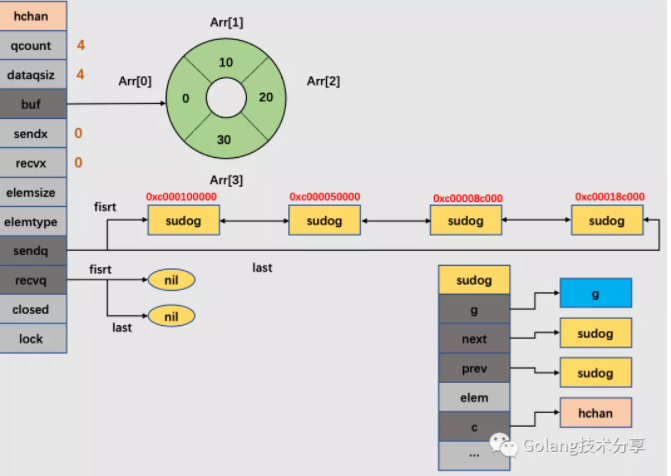 hchan
qcount 4
dataqsiz 4
buf
sendx 0
recvx 0
elemsize
elemtype
sendq
recvq
closed
lock
Arr[1]
Arr[0]
Arr[2]
Arr[3]
10
0
20
30
0xc000100000
0xc000050000
0xc00008c000
0xc00018c000
fisrt
sudog
sudog
sudog
sudog
last
fisrt
nil
last
nil
sudog
g
next
prev
elem
c
...
g
sudog
sudog
hchan
Golang技术分享